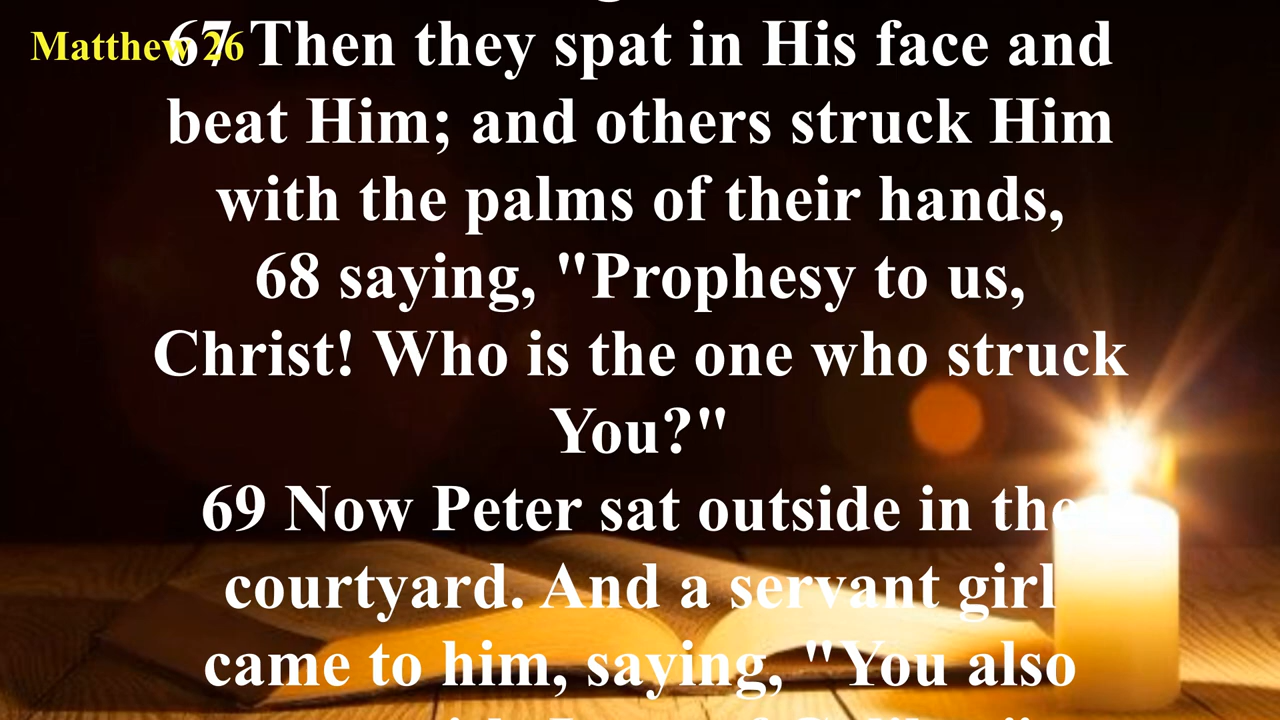 Matthew 26
67 Then they spat in His face and
beat Him; and others struck Him
with the palms of their hands,
68 saying, "Prophesy to us,
Christ! Who is the one who struck
You?"
69 Now Peter sat outside in the
courtyard. And a servant girl
came to him, saying, "You also